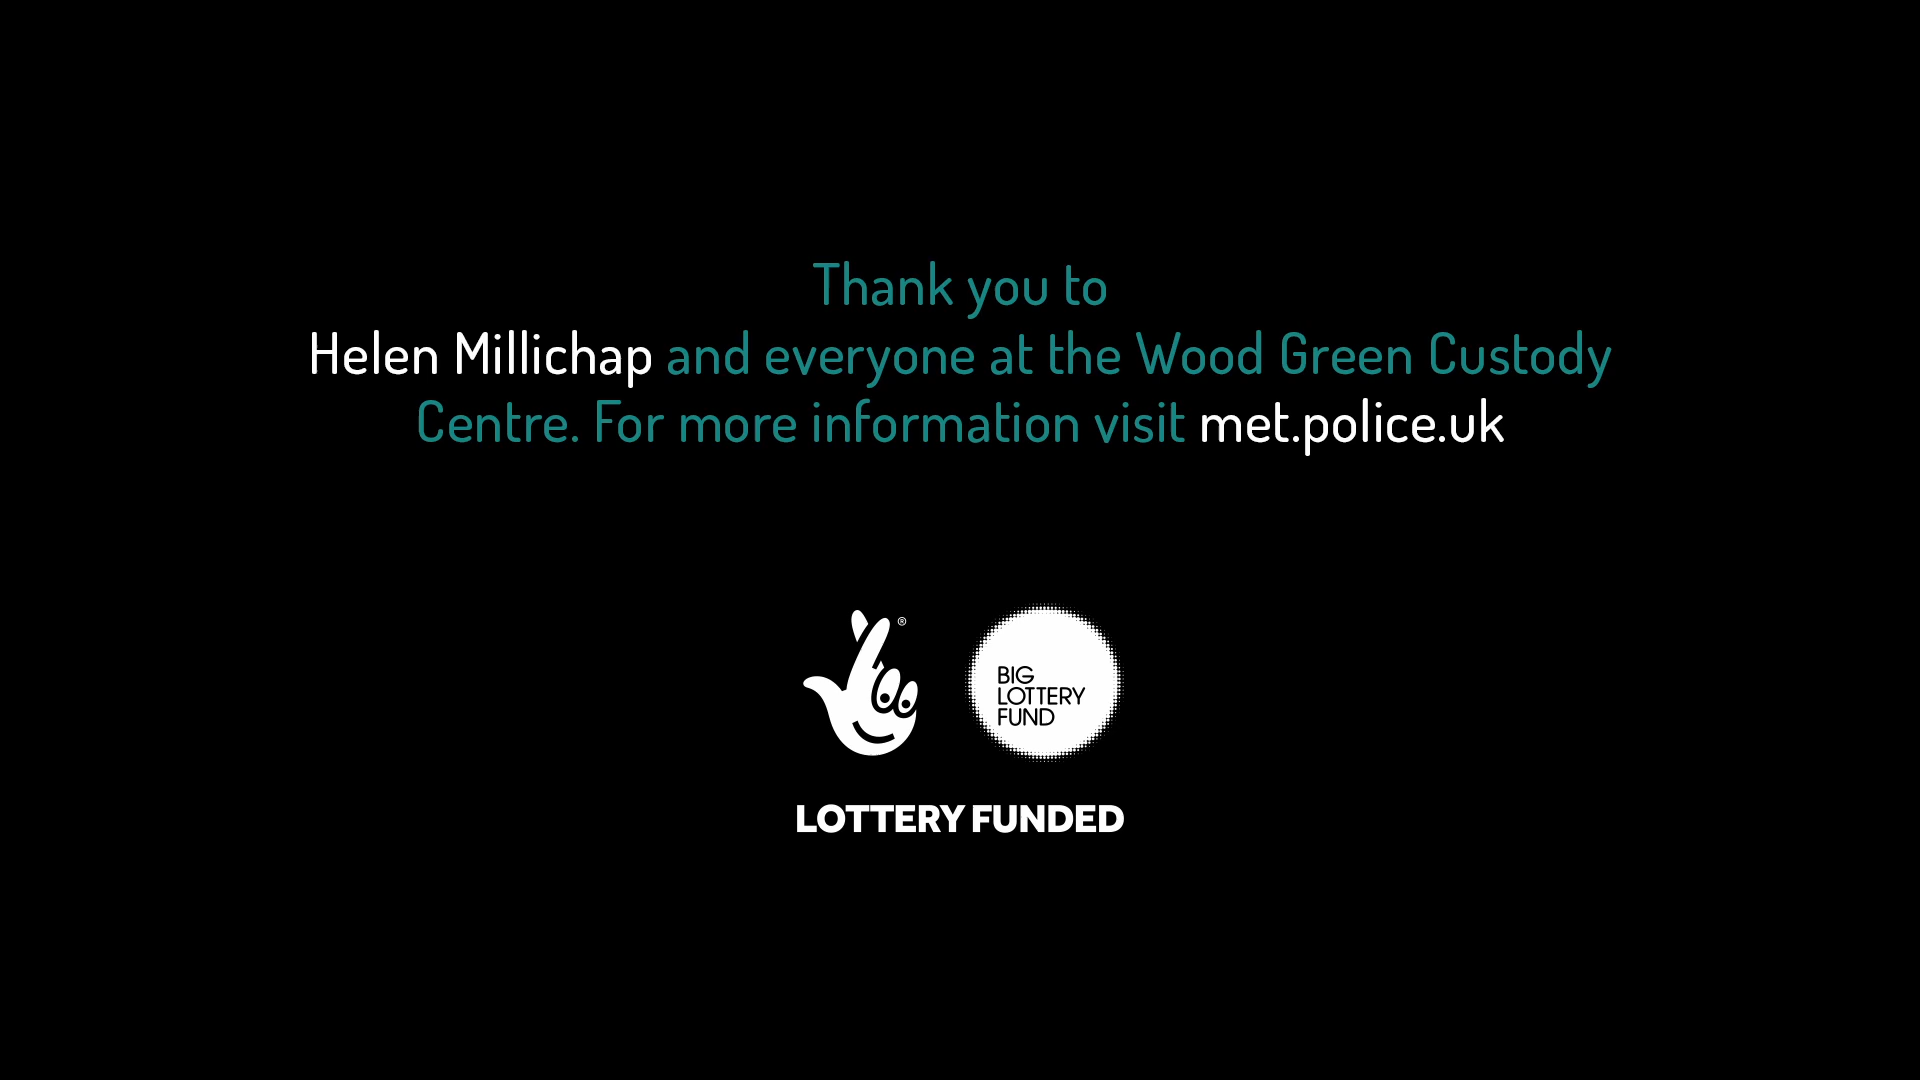 Thank you to
Helen Millichap and everyone at the Wood Green Custody
Centre. For more information visit met.police.uk
®
BIG
LOTTERY
FUND
LOTTERY FUNDED